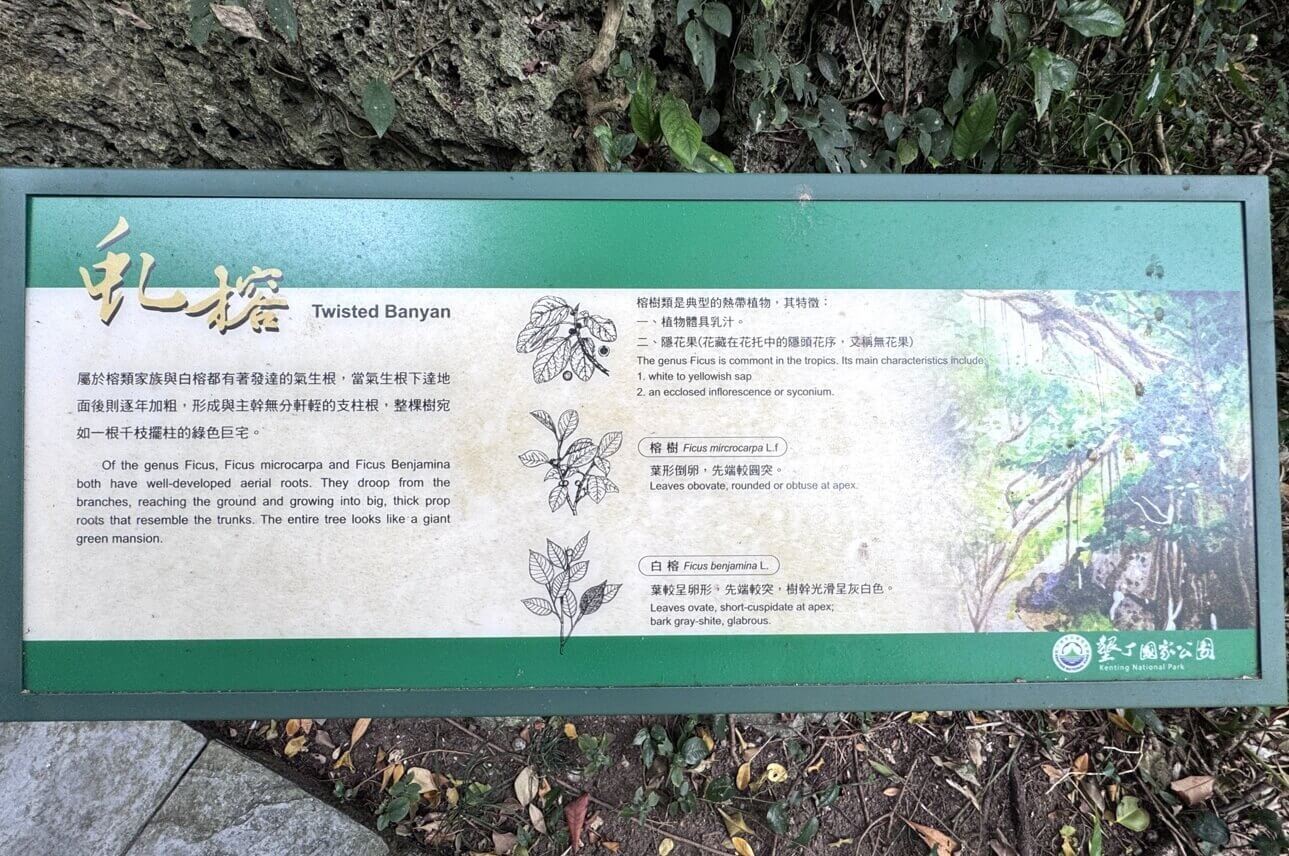 虬榕 Twisted Banyan
屬於榕類家族與白榕都有著發達的氣生根，當氣生根下達地
面後則逐年加粗，形成與主幹無分軒輊的支柱根，整棵樹宛
如一根千枝擺柱的綠色巨宅。
Of the genus Ficus, Ficus microcarpa and Ficus Benjamina
both have well-developed aerial roots. They droop from the
branches, reaching the ground and growing into big, thick prop
roots that resemble the trunks. The entire tree looks like a giant
green mansion.
榕樹類是典型的熱帶植物，其特徵：
一、植物體具乳汁。
二、隱花果(花藏在花托中的隱頭花序，又稱無花果)
The genus Ficus is commont in the tropics. Its main characteristics include:
1. white to yellowish sap
2. an ecclosed inflorescence or syconium.
榕樹 Ficus mircrocarpa L.f
葉形倒卵，先端較圓突。
Leaves obovate, rounded or obtuse at apex.
白榕 Ficus benjamina L.
葉較呈卵形，先端較突，樹幹光滑呈灰白色。
Leaves ovate, short-cuspidate at apex;
bark gray-shite, glabrous.
墾丁國家公園
Kenting National Park